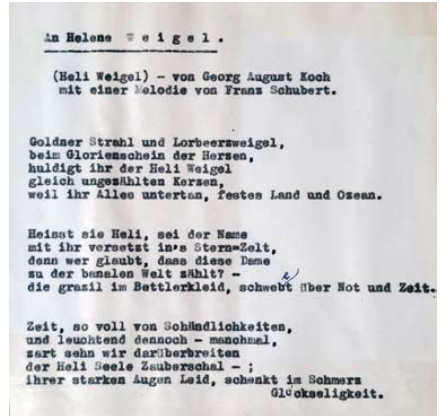 An Helene W e i g e l .
(Heli Weigel) - von Georg August Koch
mit einer Melodie von Franz Schubert.
Goldner Strahl und Lorbeerzweigel,
beim Glorienschein der Herzen,
huldigt ihr der Heli Weigel
gleich ungezählten Kerzen,
weil ihr Alles untertan, festes Land und Ozean.
Heisst sie Heli, sei der Name
mit ihr versetzt in's Stern=Zelt,
denn wer glaubt, dass diese Dame
zu der banalen Welt zählt? -
die grazil im Bettlerkleid, schwebt über Not und Zeit.
Zeit, so voll von Schändlichkeiten,
und leuchtend dennoch - manchmal,
zart sehn wir darüberbreiten
der Heli Seele Zauberschal - ;
ihrer starken Augen Leid, schenkt im Schmerz
Glückseligkeit.